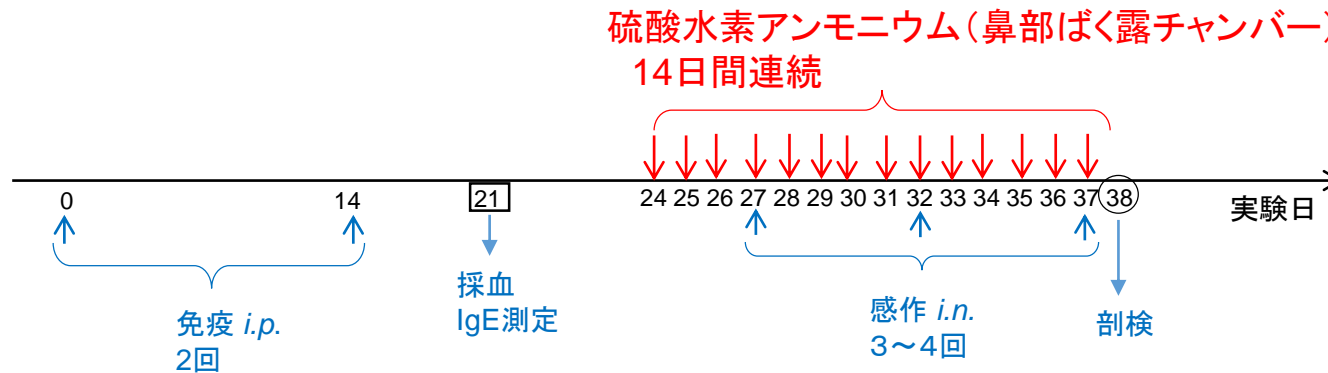 硫酸水素アンモニウム（鼻部ばく露チャンバー）
14日間連続
0 14 21 24 25 26 27 28 29 30 31 32 33 34 35 36 37 38 実験日
免疫 i.p.
2回
採血
IgE測定
感作 i.n.
3～4回
剖検